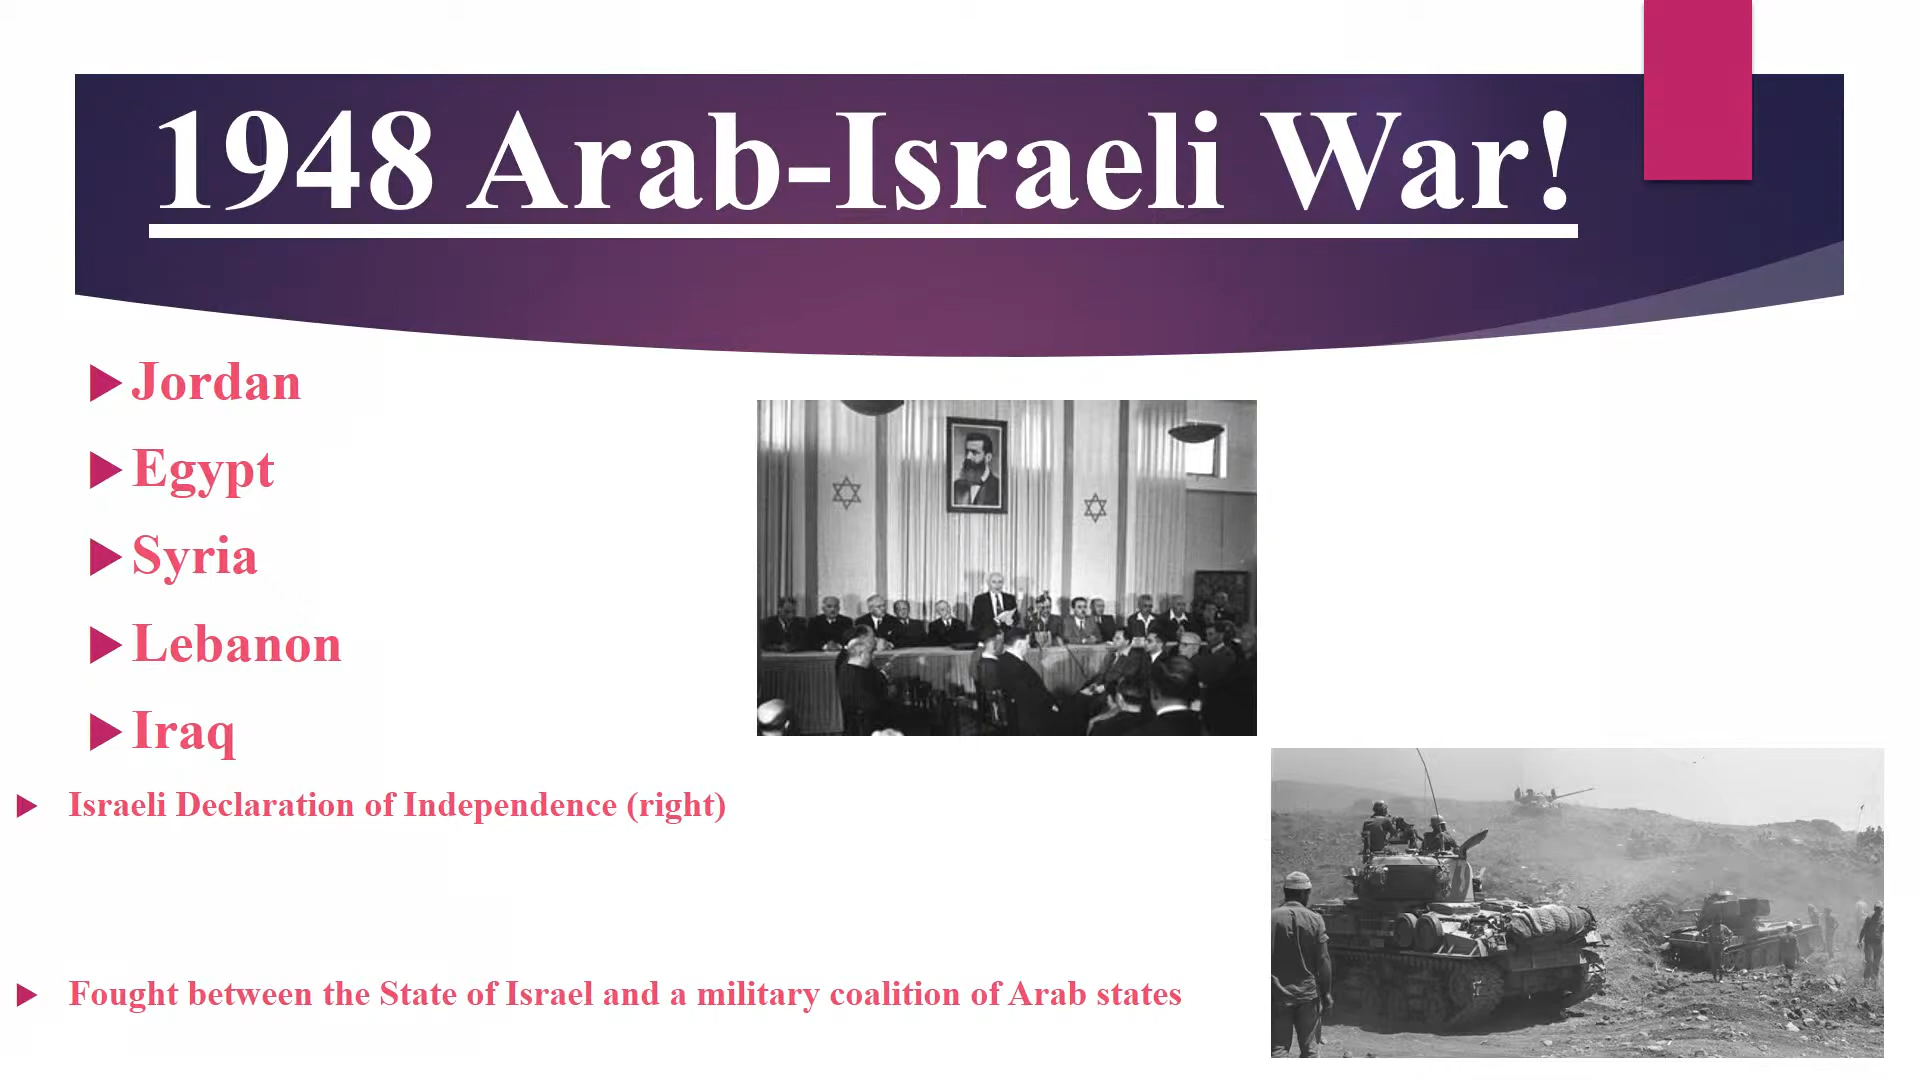 1948 Arab-Israeli War!
Jordan
Egypt
Syria
Lebanon
Iraq
Israeli Declaration of Independence (right)
Fought between the State of Israel and a military coalition of Arab states